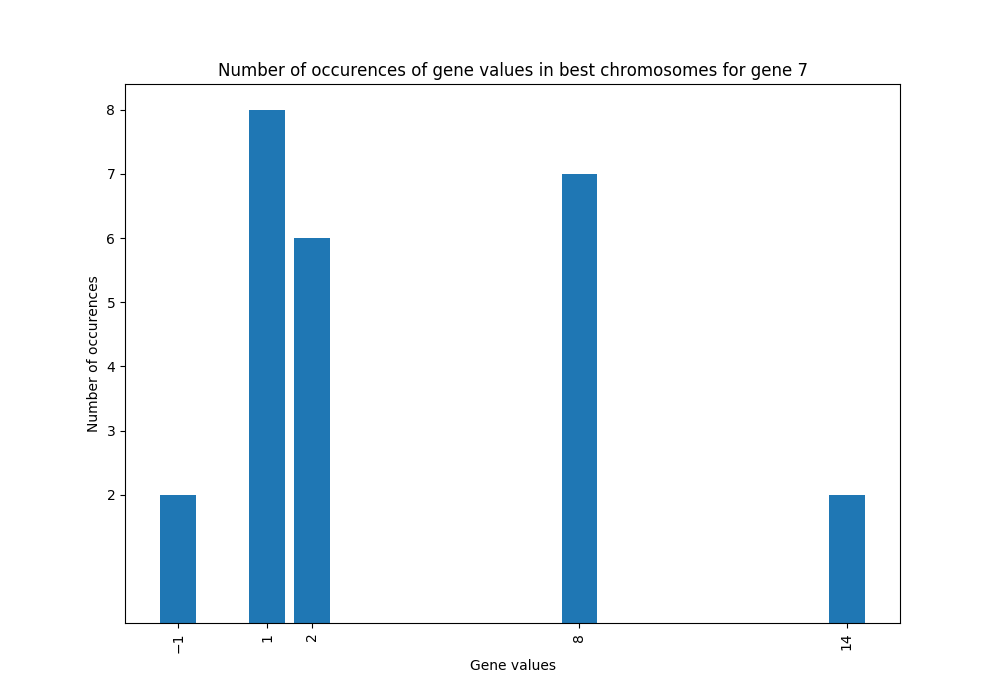 Number of occurences of gene values in best chromosomes for gene 7
8
7
6
5
4
3
2
Number of occurences
−1 1 2 8 14
Gene values